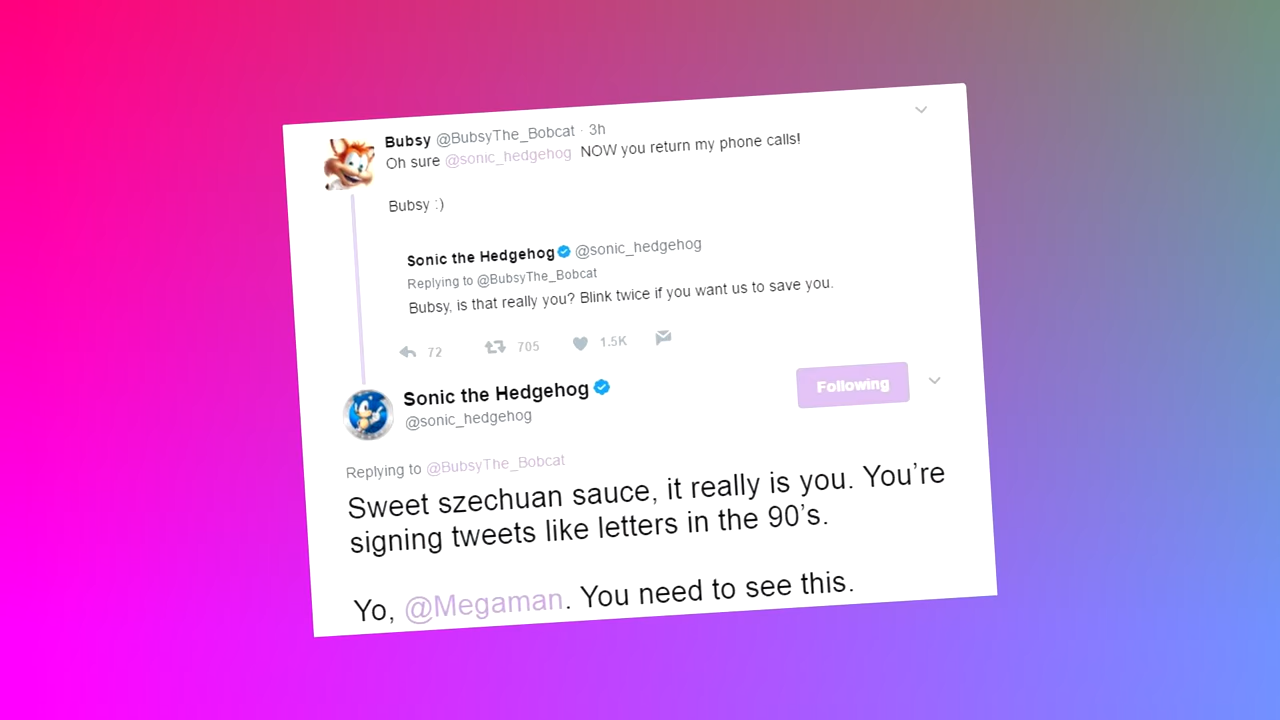 Bubsy @BubsyThe_Bobcat · 3h
Oh sure @sonic_hedgehog NOW you return my phone calls!
Bubsy :)
Sonic the Hedgehog @sonic_hedgehog
Replying to @BubsyThe_Bobcat
Bubsy, is that really you? Blink twice if you want us to save you.
72 705 1.5K
Sonic the Hedgehog
Following
@sonic_hedgehog
Replying to @BubsyThe_Bobcat
Sweet szechuan sauce, it really is you. You’re
signing tweets like letters in the 90’s.
Yo, @Megaman. You need to see this.